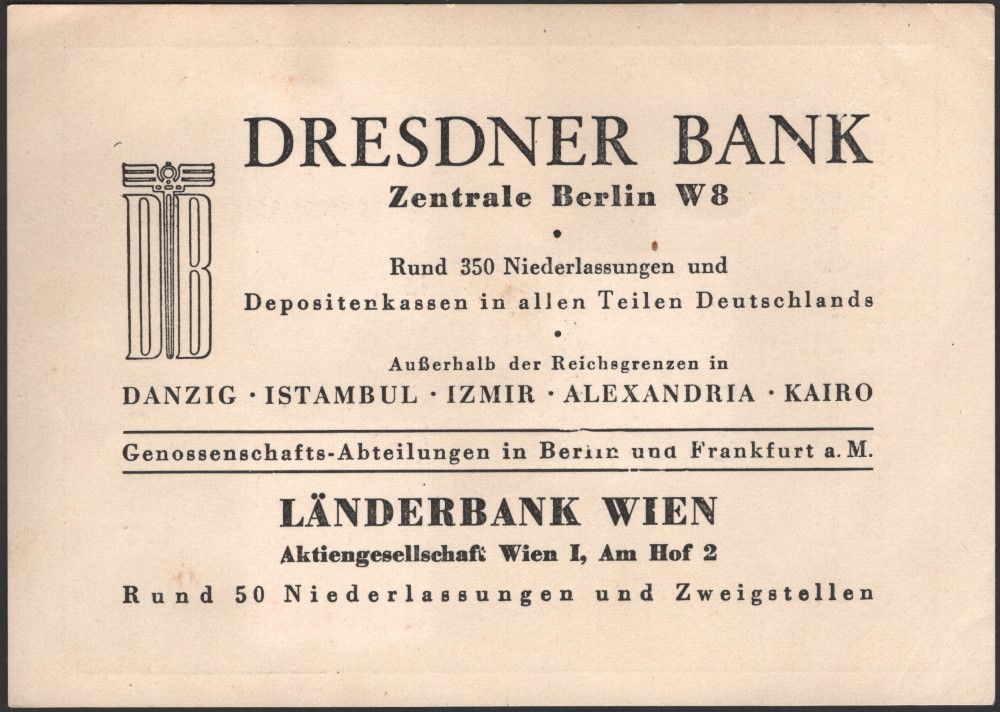 DRESDNER BANK
Zentrale Berlin W 8
•
Rund 350 Niederlassungen und
Depositenkassen in allen Teilen Deutschlands
•
Außerhalb der Reichsgrenzen in
DANZIG · ISTAMBUL · IZMIR · ALEXANDRIA · KAIRO
Genossenschafts-Abteilungen in Berlin und Frankfurt a. M.
LÄNDERBANK WIEN
Aktiengesellschaft Wien I, Am Hof 2
Rund 50 Niederlassungen und Zweigstellen
DB